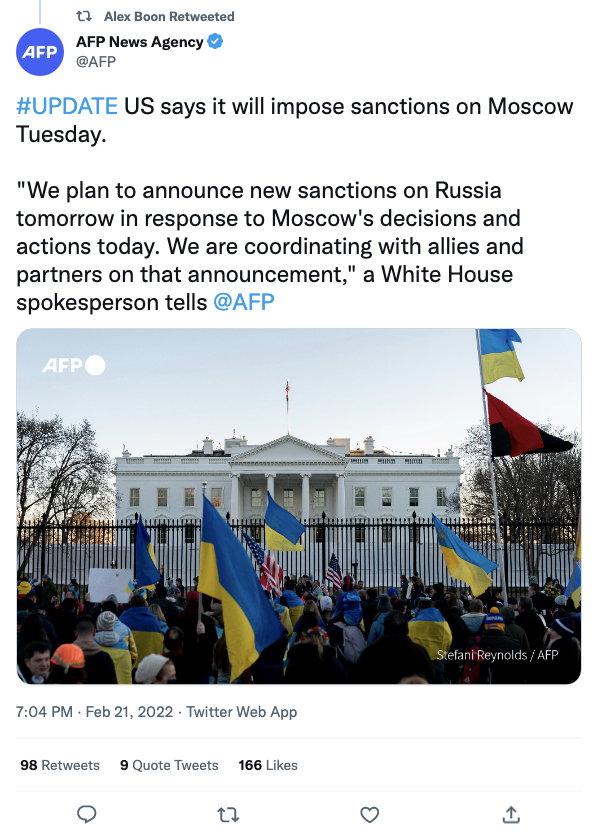 Alex Boon Retweeted
AFP News Agency
AFP
@AFP
#UPDATE US says it will impose sanctions on Moscow
Tuesday.
"We plan to announce new sanctions on Russia
tomorrow in response to Moscow's decisions and
actions today. We are coordinating with allies and
partners on that announcement," a White House
spokesperson tells @AFP
AFP
Stefani Reynolds / AFP
7:04 PM · Feb 21, 2022 · Twitter Web App
98 Retweets 9 Quote Tweets 166 Likes